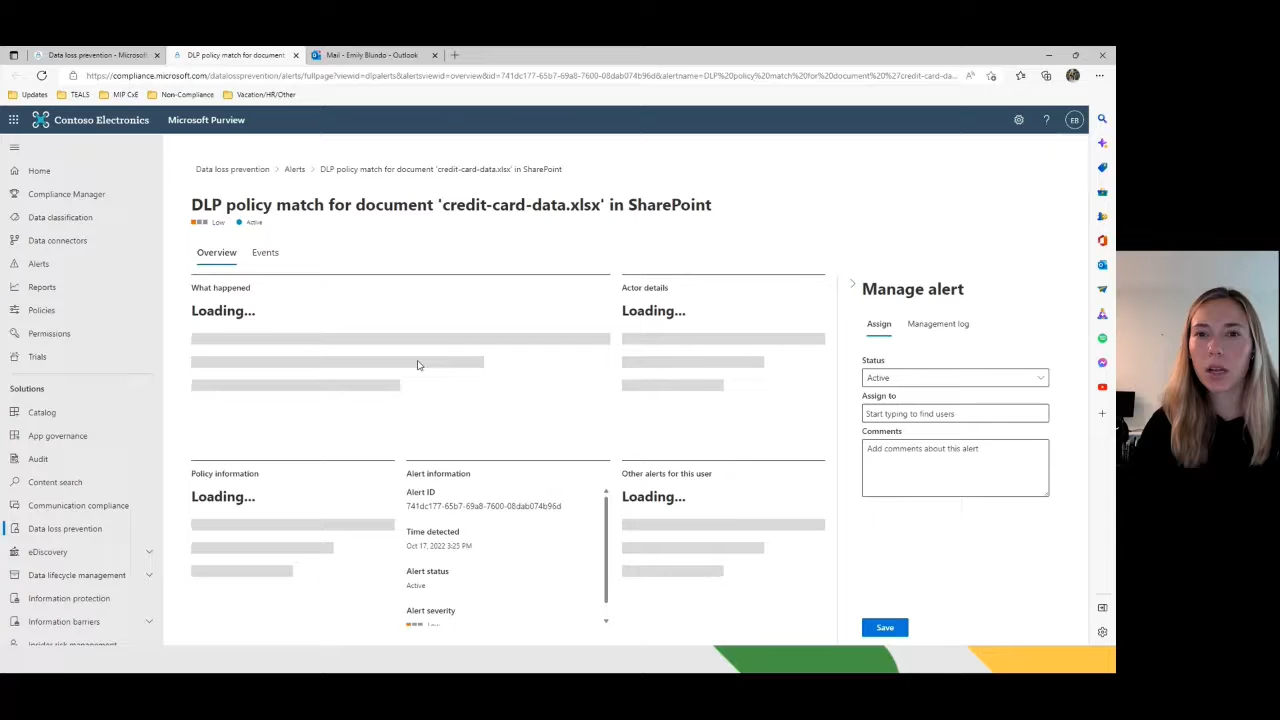 Data loss prevention - Microsoft
DLP policy match for document
Mail - Emily Blundo - Outlook
https://compliance.microsoft.com/datalossprevention/alerts/fullpage?viewid=dlpalerts&alertsviewid=overview&id=741dc177-65b7-69a8-7600-08dab074b96d&alertname=DLP%20policy%20match%20for%20document%20%27credit-card-da...
Updates
TEALS
MIP CxE
Non-Compliance
Vacation/HR/Other
Contoso Electronics
Microsoft Purview
?
EB
Home
Compliance Manager
Data classification
Data connectors
Alerts
Reports
Policies
Permissions
Trials
Solutions
Catalog
App governance
Audit
Content search
Communication compliance
Data loss prevention
eDiscovery
Data lifecycle management
Information protection
Information barriers
Insider risk management
Data loss prevention > Alerts > DLP policy match for document 'credit-card-data.xlsx' in SharePoint
DLP policy match for document 'credit-card-data.xlsx' in SharePoint
Low
Active
Overview
Events
What happened
Loading...
Actor details
Loading...
Policy information
Loading...
Alert information
Alert ID
741dc177-65b7-69a8-7600-08dab074b96d
Time detected
Oct 17, 2022 3:25 PM
Alert status
Active
Alert severity
Low
Other alerts for this user
Loading...
Manage alert
Assign
Management log
Status
Active
Assign to
Start typing to find users
Comments
Add comments about this alert
Save